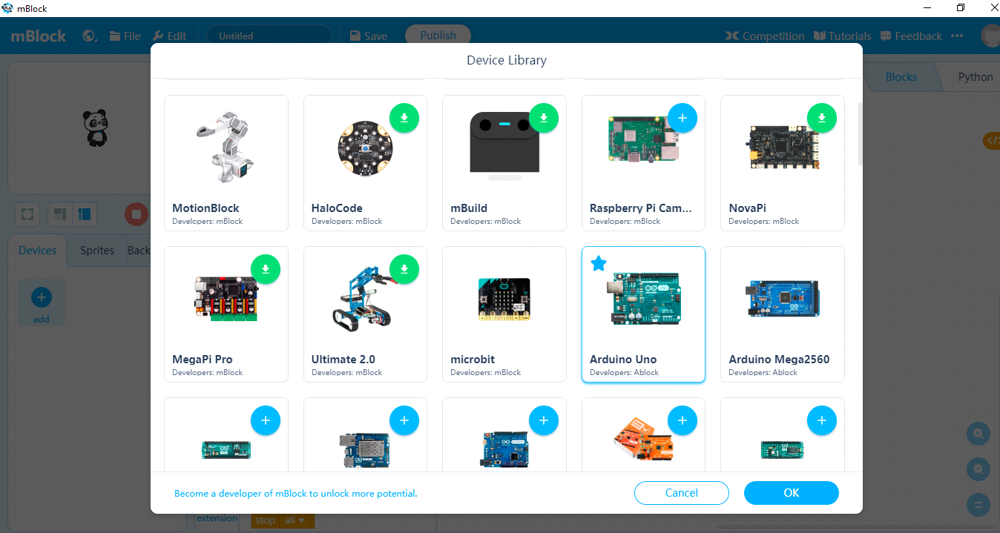 mBlock
mBlock File Edit Untitled Save Publish Competition Tutorials Feedback
Device Library
Blocks Python
MotionBlock
Developers: mBlock
HaloCode
Developers: mBlock
mBuild
Developers: mBlock
Raspberry Pi Cam...
Developers: mBlock
NovaPi
Developers: mBlock
Devices Sprites Back
add
MegaPi Pro
Developers: mBlock
Ultimate 2.0
Developers: mBlock
microbit
Developers: mBlock
Arduino Uno
Developers: Ablock
Arduino Mega2560
Developers: Ablock
Become a developer of mBlock to unlock more potential.
Cancel OK
extension
stop all